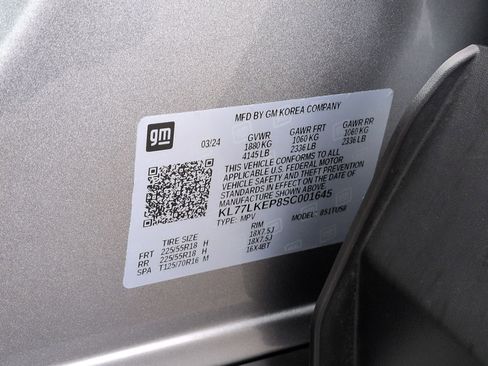 gm
MFD BY GM KOREA COMPANY
03/24 GVWR GAWR FRT GAWR RR
1880 KG 1060 KG 1060 KG
4145 LB 2336 LB 2336 LB
THIS VEHICLE CONFORMS TO ALL
APPLICABLE U.S. FEDERAL MOTOR
VEHICLE SAFETY AND THEFT PREVENTION
STANDARDS IN EFFECT ON THE DATE OF
MANUFACTURE SHOWN ABOVE.
KL77LKEP8SC001645
TYPE: MPV MODEL: 851TUS8
TIRE SIZE RIM
FRT 225/55R18 H 18X7.5J
RR 225/55R18 H 18X7.5J
SPA T125/70R16 M 16X4BT